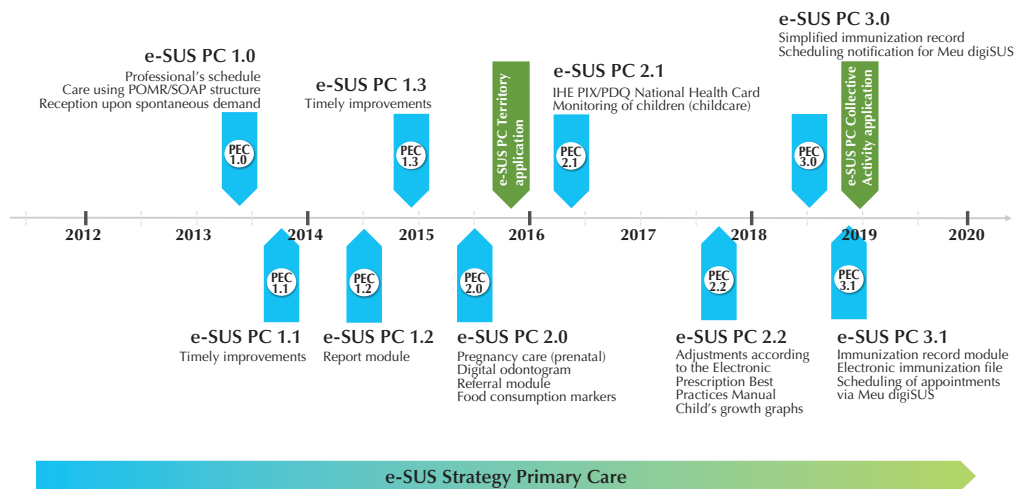 e-SUS PC 1.0
Professional's schedule
Care using POMR/SOAP structure
Reception upon spontaneous demand
PEC
1.0
e-SUS PC 1.3
Timely improvements
PEC
1.3
e-SUS PC Territory
application
e-SUS PC 2.1
IHE PIX/PDQ National Health Card
Monitoring of children (childcare)
PEC
2.1
e-SUS PC 3.0
Simplified immunization record
Scheduling notification for Meu digiSUS
PEC
3.0
e-SUS PC Collective
Activity application
2012
2013
2014
2015
2016
2017
2018
2019
2020
PEC
1.1
e-SUS PC 1.1
Timely improvements
PEC
1.2
e-SUS PC 1.2
Report module
PEC
2.0
e-SUS PC 2.0
Pregnancy care (prenatal)
Digital odontogram
Referral module
Food consumption markers
PEC
2.2
e-SUS PC 2.2
Adjustments according
to the Electronic
Prescription Best
Practices Manual
Child's growth graphs
PEC
3.1
e-SUS PC 3.1
Immunization record module
Electronic immunization file
Scheduling of appointments
via Meu digiSUS
e-SUS Strategy Primary Care